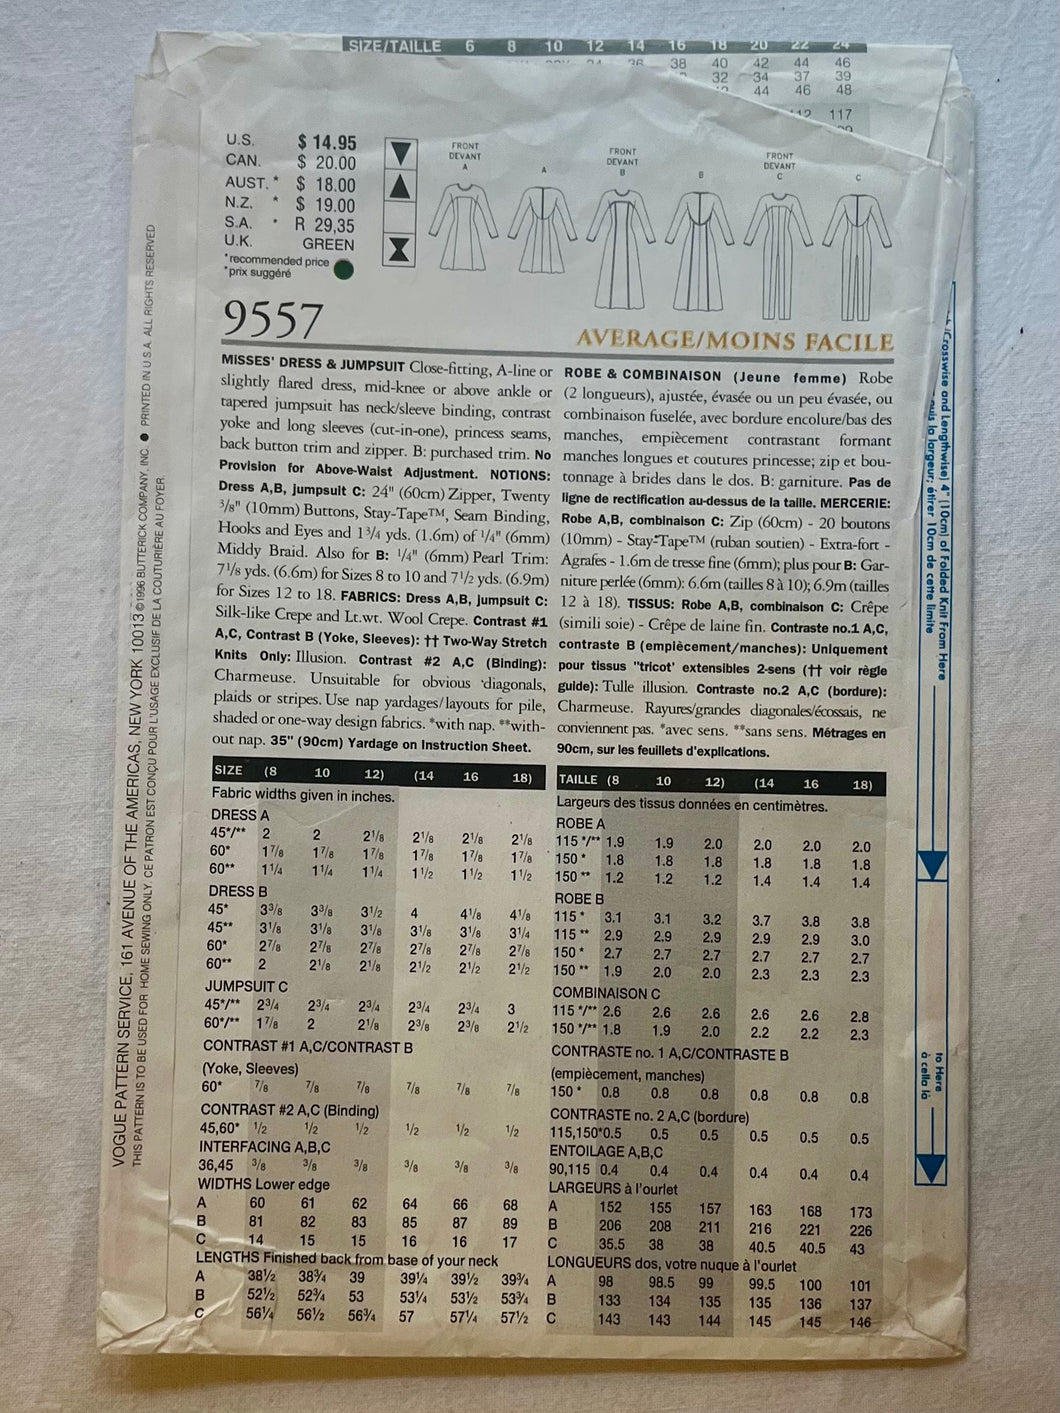 SIZE/TAILLE 6 8 10 12 14 16 18 20 22 24
38 40 42 44 46
32 34 37 39
44 46 48
117
U.S. $ 14.95
CAN. $ 20.00
AUST. * $ 18.00
N.Z. * $ 19.00
S.A. * R 29,35
U.K. GREEN
*recommended price
*prix suggéré
FRONT
DEVANT
A
A
FRONT
DEVANT
B
B
FRONT
DEVANT
C
C
9557
AVERAGE/MOINS FACILE
MISSES' DRESS & JUMPSUIT Close-fitting, A-line or
slightly flared dress, mid-knee or above ankle or
tapered jumpsuit has neck/sleeve binding, contrast
yoke and long sleeves (cut-in-one), princess seams,
back button trim and zipper. B: purchased trim. No
Provision for Above-Waist Adjustment. NOTIONS:
Dress A,B, jumpsuit C: 24" (60cm) Zipper, Twenty
3/8" (10mm) Buttons, Stay-Tape™, Seam Binding,
Hooks and Eyes and 1 3/4 yds. (1.6m) of 1/4" (6mm)
Middy Braid. Also for B: 1/4" (6mm) Pearl Trim:
7 1/8 yds. (6.6m) for Sizes 8 to 10 and 7 1/2 yds. (6.9m)
for Sizes 12 to 18. FABRICS: Dress A,B, Jumpsuit C:
Silk-like Crepe and Lt.wt. Wool Crepe. Contrast #1
A,C, Contrast B (Yoke, Sleeves): †† Two-Way Stretch
Knits Only: Illusion. Contrast #2 A,C (Binding):
Charmeuse. Unsuitable for obvious diagonals,
plaids or stripes. Use nap yardages/layouts for pile,
shaded or one-way design fabrics. *with nap. **with-
out nap. 35" (90cm) Yardage on Instruction Sheet.
ROBE & COMBINAISON (Jeune femme) Robe
(2 longueurs), ajustée, évasée ou un peu évasée, ou
combinaison fuselée, avec bordure encolure/bas des
manches, empiècement contrastant formant
manches longues et coutures princesse; zip et bou-
tonnage à brides dans le dos. B: garniture. Pas de
ligne de rectification au-dessus de la taille. MERCERIE:
Robe A,B, combinaison C: Zip (60cm) - 20 boutons
(10mm) - Stay-Tape™ (ruban soutien) - Extra-fort -
Agrafes - 1.6m de tresse fine (6mm); plus pour B: Gar-
niture perlée (6mm): 6.6m (tailles 8 à 10); 6.9m (tailles
12 à 18). TISSUS: Robe A,B, combinaison C: Crêpe
(simili soie) - Crêpe de laine fin. Contraste no.1 A,C,
contraste B (emplècement/manches): Uniquement
pour tissus "tricot' extensibles 2-sens (†† voir règle
guide): Tulle illusion. Contraste no.2 A,C (bordure):
Charmeuse. Rayures/grandes diagonales/écossais, ne
conviennent pas. *avec sens. **sans sens. Métrages en
90cm, sur les feuillets d'explications.
SIZE (8 10 12) (14 16 18)
Fabric widths given in inches.
DRESS A
45*/** 2 2 2 1/8 2 1/8 2 1/8 2 1/8
60* 1 7/8 1 7/8 1 7/8 1 7/8 1 7/8 1 7/8
60** 1 1/4 1 1/4 1 1/4 1 1/2 1 1/2 1 1/2
DRESS B
45* 3 3/8 3 3/8 3 1/2 4 4 1/8 4 1/8
45** 3 1/8 3 1/8 3 1/8 3 1/8 3 1/8 3 1/4
60* 2 7/8 2 7/8 2 7/8 2 7/8 2 7/8 2 7/8
60** 2 2 1/8 2 1/8 2 1/2 2 1/2 2 1/2
JUMPSUIT C
45*/** 2 3/4 2 3/4 2 3/4 2 3/4 2 3/4 3
60*/** 1 7/8 2 2 1/8 2 3/8 2 3/8 2 1/2
CONTRAST #1 A,C/CONTRAST B
(Yoke, Sleeves)
60* 7/8 7/8 7/8 7/8 7/8 7/8
CONTRAST #2 A,C (Binding)
45,60* 1/2 1/2 1/2 1/2 1/2 1/2
INTERFACING A,B,C
36,45 3/8 3/8 3/8 3/8 3/8 3/8
WIDTHS Lower edge
A 60 61 62 64 66 68
B 81 82 83 85 87 89
C 14 15 15 16 16 17
LENGTHS Finished back from base of your neck
A 38½ 38¾ 39 39¼ 39½ 39¾
B 52½ 52¾ 53 53¼ 53½ 53¾
C 56¼ 56½ 56¾ 57 57¼ 57½
TAILLE (8 10 12) (14 16 18)
Largeurs des tissus données en centimètres.
ROBE A
115 */** 1.9 1.9 2.0 2.0 2.0 2.0
150 * 1.8 1.8 1.8 1.8 1.8 1.8
150 ** 1.2 1.2 1.2 1.4 1.4 1.4
ROBE B
115 * 3.1 3.1 3.2 3.7 3.8 3.8
115 ** 2.9 2.9 2.9 2.9 2.9 3.0
150 * 2.7 2.7 2.7 2.7 2.7 2.7
150 ** 1.9 2.0 2.0 2.3 2.3 2.3
COMBINAISON C
115 */** 2.6 2.6 2.6 2.6 2.6 2.8
150 */** 1.8 1.9 2.0 2.2 2.2 2.3
CONTRASTE no. 1 A,C/CONTRASTE B
(empiècement, manches)
150 * 0.8 0.8 0.8 0.8 0.8 0.8
CONTRASTE no. 2 A,C (bordure)
115,150*0.5 0.5 0.5 0.5 0.5 0.5
ENTOILAGE A,B,C
90,115 0.4 0.4 0.4 0.4 0.4 0.4
LARGEURS à l'ourlet
A 152 155 157 163 168 173
B 206 208 211 216 221 226
C 35.5 38 38 40.5 40.5 43
LONGUEURS dos, votre nuque à l'ourlet
A 98 98.5 99 99.5 100 101
B 133 134 135 135 136 137
C 143 143 144 145 145 146
VOGUE PATTERN SERVICE, 161 AVENUE OF THE AMERICAS, NEW YORK 10013 ©1996 BUTTERICK COMPANY, INC. ● PRINTED IN U.S.A. ALL RIGHTS RESERVED
THIS PATTERN IS TO BE USED FOR HOME SEWING ONLY. CE PATRON EST CONÇU POUR L'USAGE EXCLUSIF DE LA COUTURIÈRE AU FOYER.
(Crosswise and Lengthwise) 4" (10cm) of Folded Knit From Here
la largeur; étirer 10cm de cette limite
to Here
à celle là